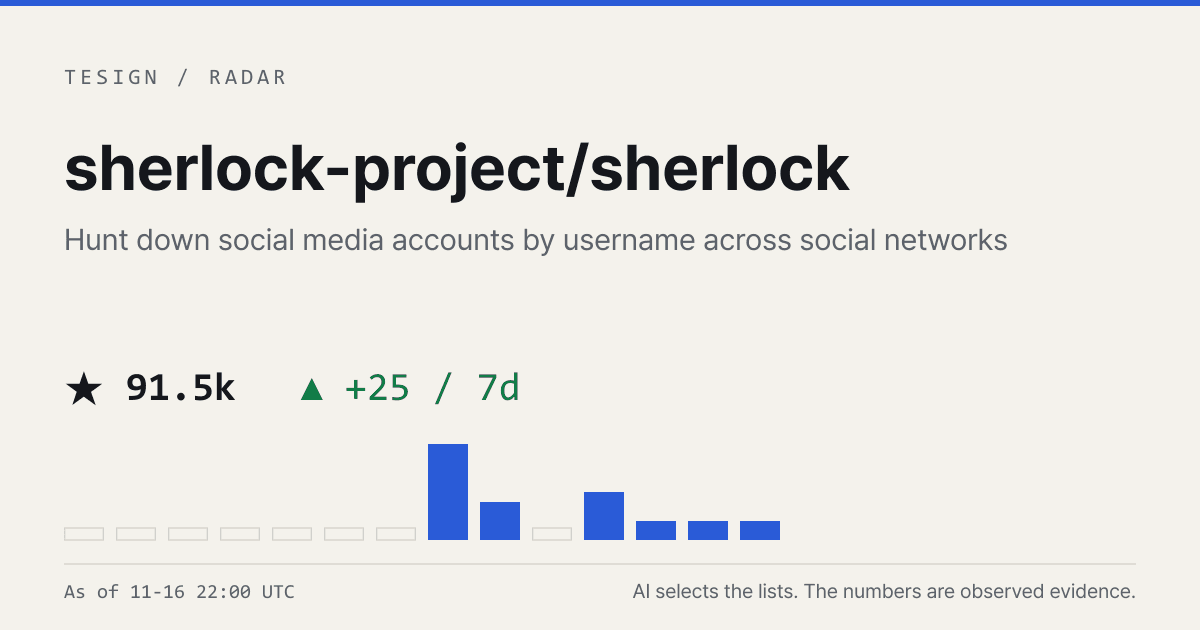 TESIGN / RADAR
sherlock-project/sherlock
Hunt down social media accounts by username across social networks
★ 91.5k ▲ +25 / 7d
As of 11-16 22:00 UTC
AI selects the lists. The numbers are observed evidence.